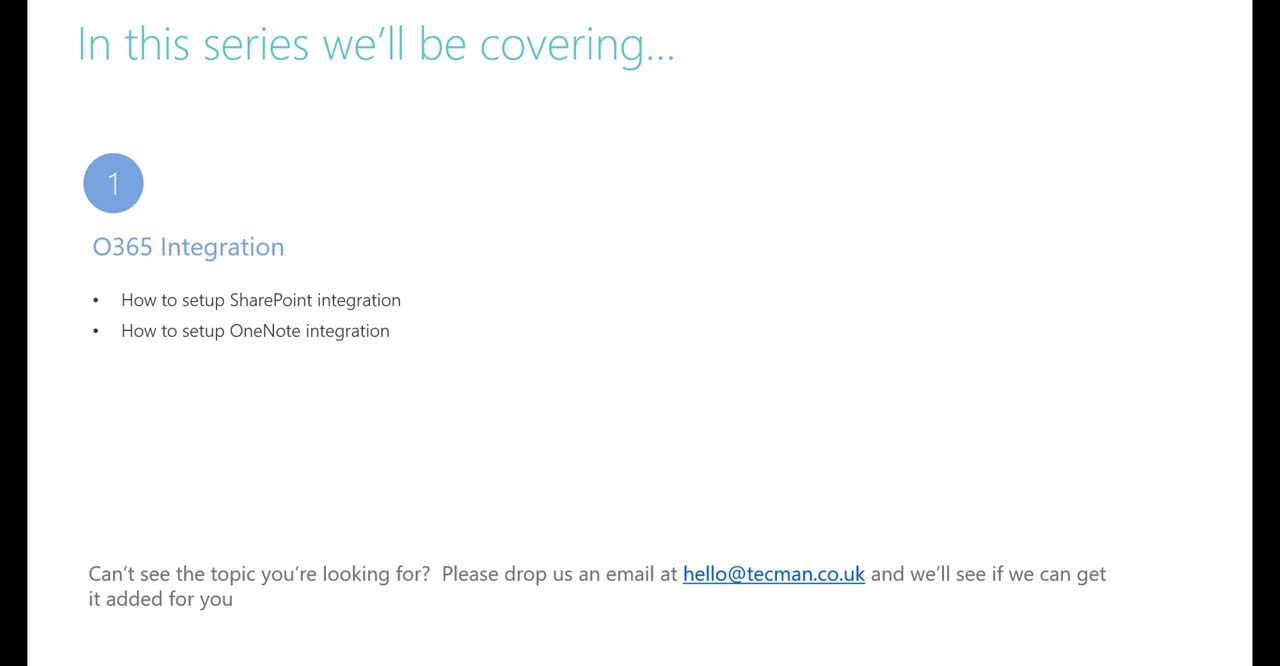 In this series we’ll be covering...
1
O365 Integration
• How to setup SharePoint integration
• How to setup OneNote integration
Can’t see the topic you’re looking for?  Please drop us an email at hello@tecman.co.uk and we’ll see if we can get
it added for you